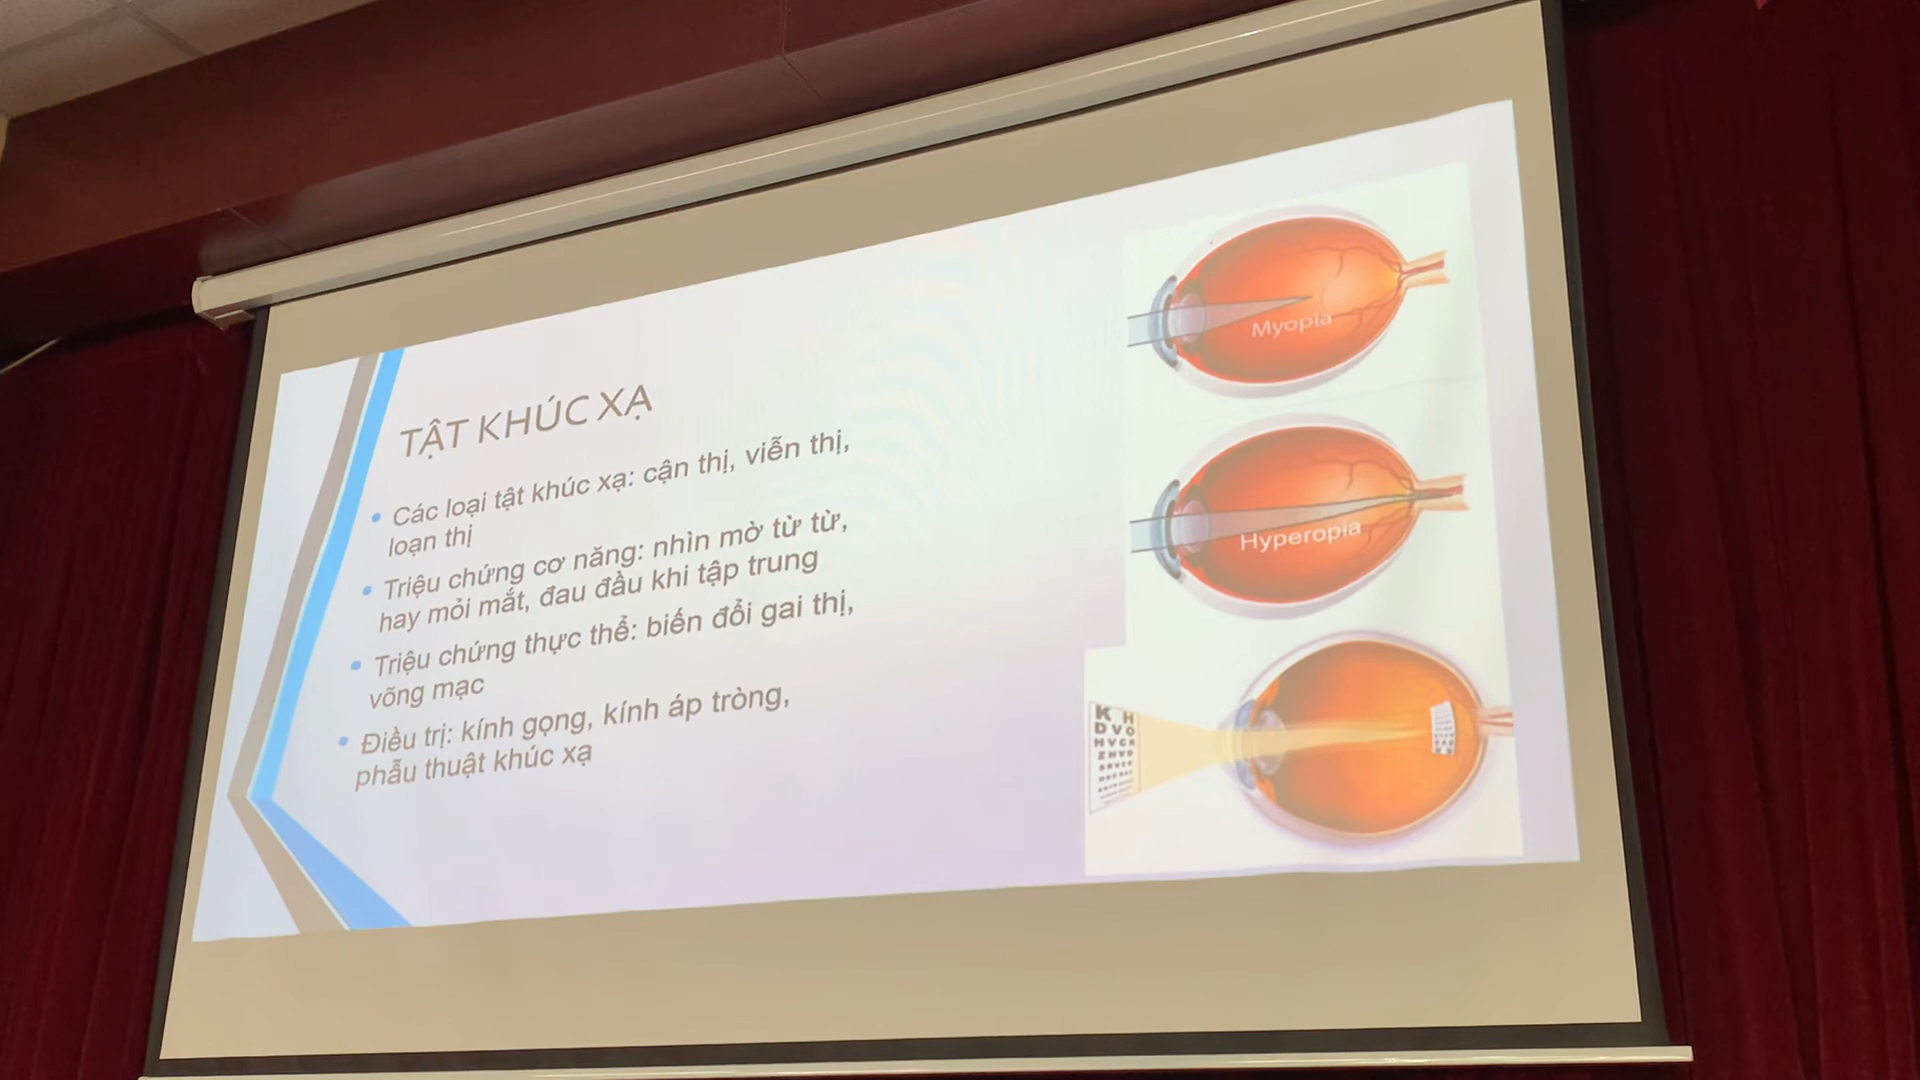 TẬT KHÚC XẠ
Các loại tật khúc xạ: cận thị, viễn thị,
loạn thị
Triệu chứng cơ năng: nhìn mờ từ từ,
hay mỏi mắt, đau đầu khi tập trung
Triệu chứng thực thể: biến đổi gai thị,
võng mạc
Điều trị: kính gọng, kính áp tròng,
phẫu thuật khúc xạ
Myopia
Hyperopia
K H
D V O